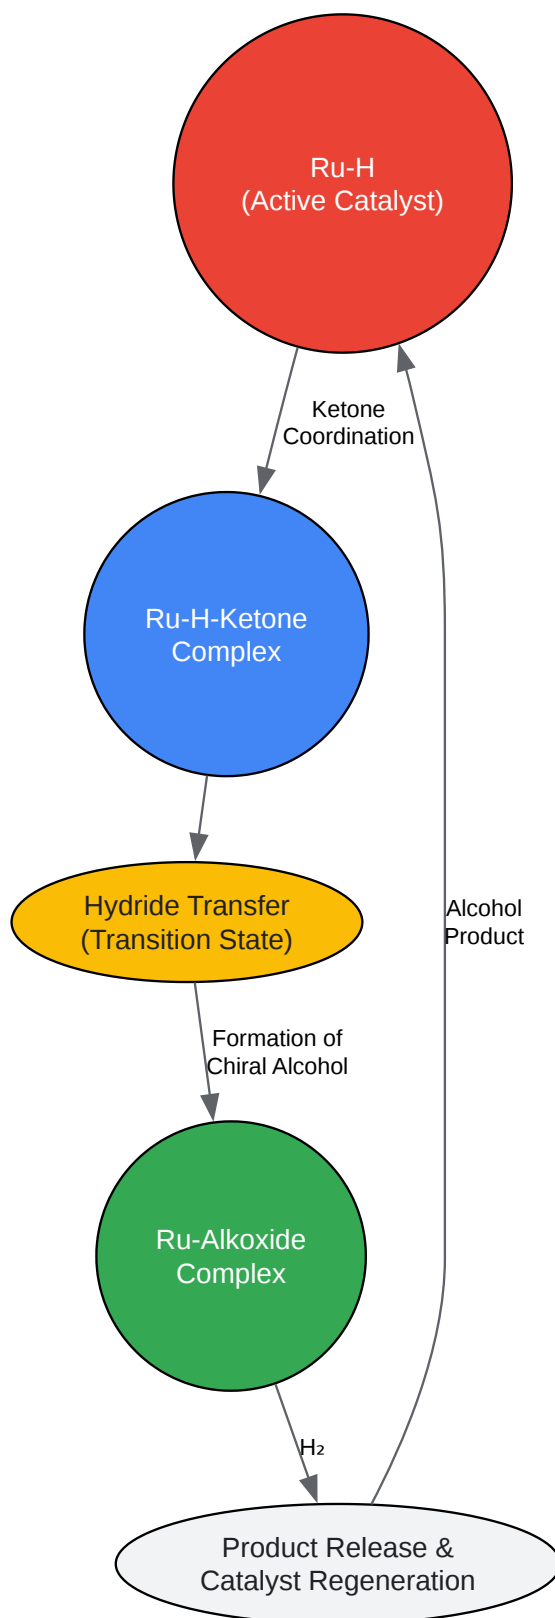 Ru-H
(Active Catalyst)
Ketone
Coordination
Ru-H-Ketone
Complex
Hydride Transfer
(Transition State)
Alcohol
Product
Formation of
Chiral Alcohol
Ru-Alkoxide
Complex
H₂
Product Release &
Catalyst Regeneration